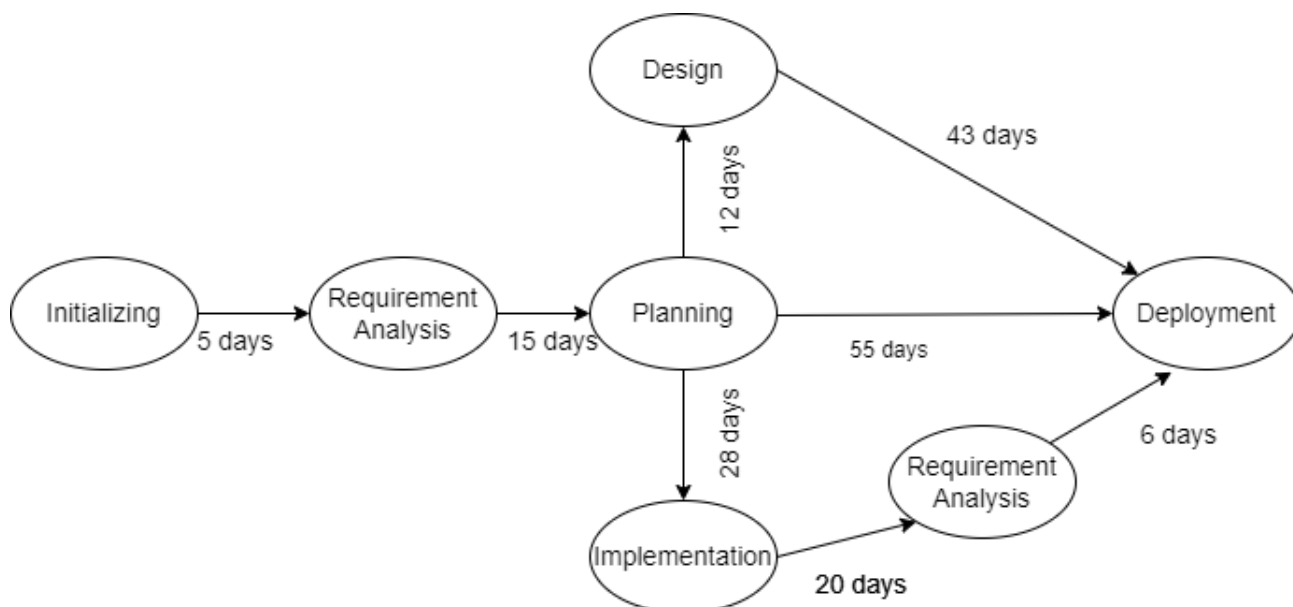 Design
43 days
12 days
Initializing
5 days
Requirement
Analysis
15 days
Planning
55 days
Deployment
28 days
6 days
Requirement
Analysis
Implementation
20 days